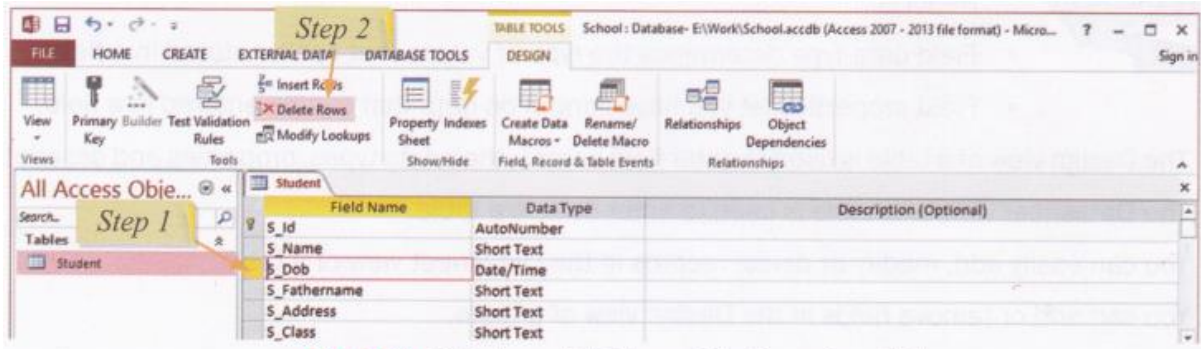 Step 2
TABLE TOOLS School : Database- E:\Work\School.accdb (Access 2007 - 2013 file format) - Micro... ? – □ ×
FILE HOME CREATE EXTERNAL DATA DATABASE TOOLS DESIGN Sign in
View
Primary Key
Builder
Test Validation Rules
Insert Rows
Delete Rows
Modify Lookups
Property Sheet
Indexes
Create Data Macros
Rename/ Delete Macro
Relationships
Object Dependencies
Views Tools Show/Hide Field, Record & Table Events Relationships
All Access Obje... «
Search...
Step 1
Tables
Student
Student ×
Field Name Data Type Description (Optional)
S_Id AutoNumber
S_Name Short Text
S_Dob Date/Time
S_Fathername Short Text
S_Address Short Text
S_Class Short Text